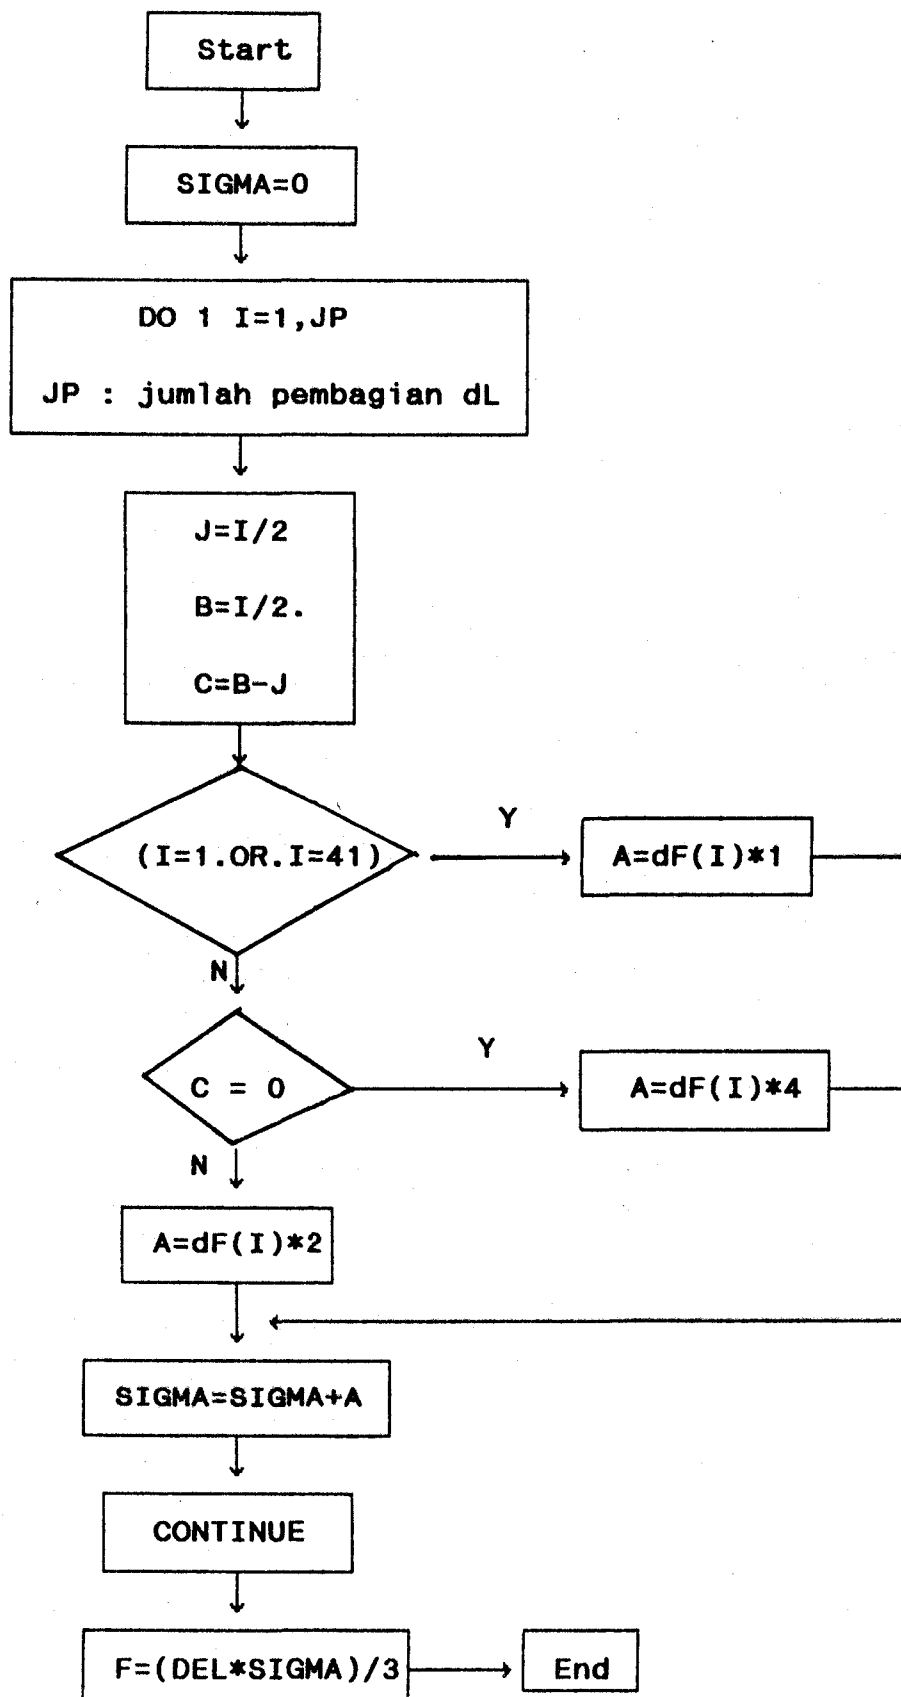 Start
SIGMA=0
DO 1 I=1,JP
JP : jumlah pembagian dL
J=I/2
B=I/2.
C=B-J
(I=1.OR.I=41)
Y
A=dF(I)*1
N
C = 0
Y
A=dF(I)*4
N
A=dF(I)*2
SIGMA=SIGMA+A
CONTINUE
F=(DEL*SIGMA)/3
End